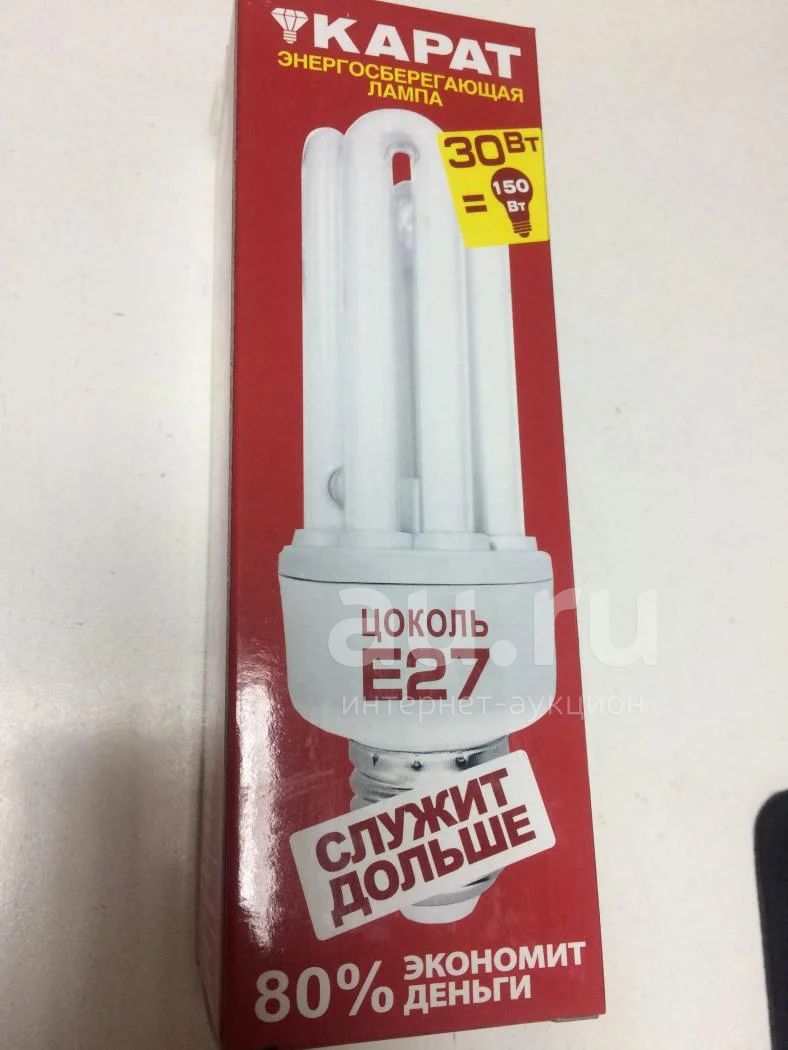 КАРАТ
ЭНЕРГОСБЕРЕГАЮЩАЯ
ЛАМПА
30Вт
=
150
Вт
ЦОКОЛЬ
E27
au.ru
интернет-аукцион
СЛУЖИТ
ДОЛЬШЕ
80% ЭКОНОМИТ
ДЕНЬГИ